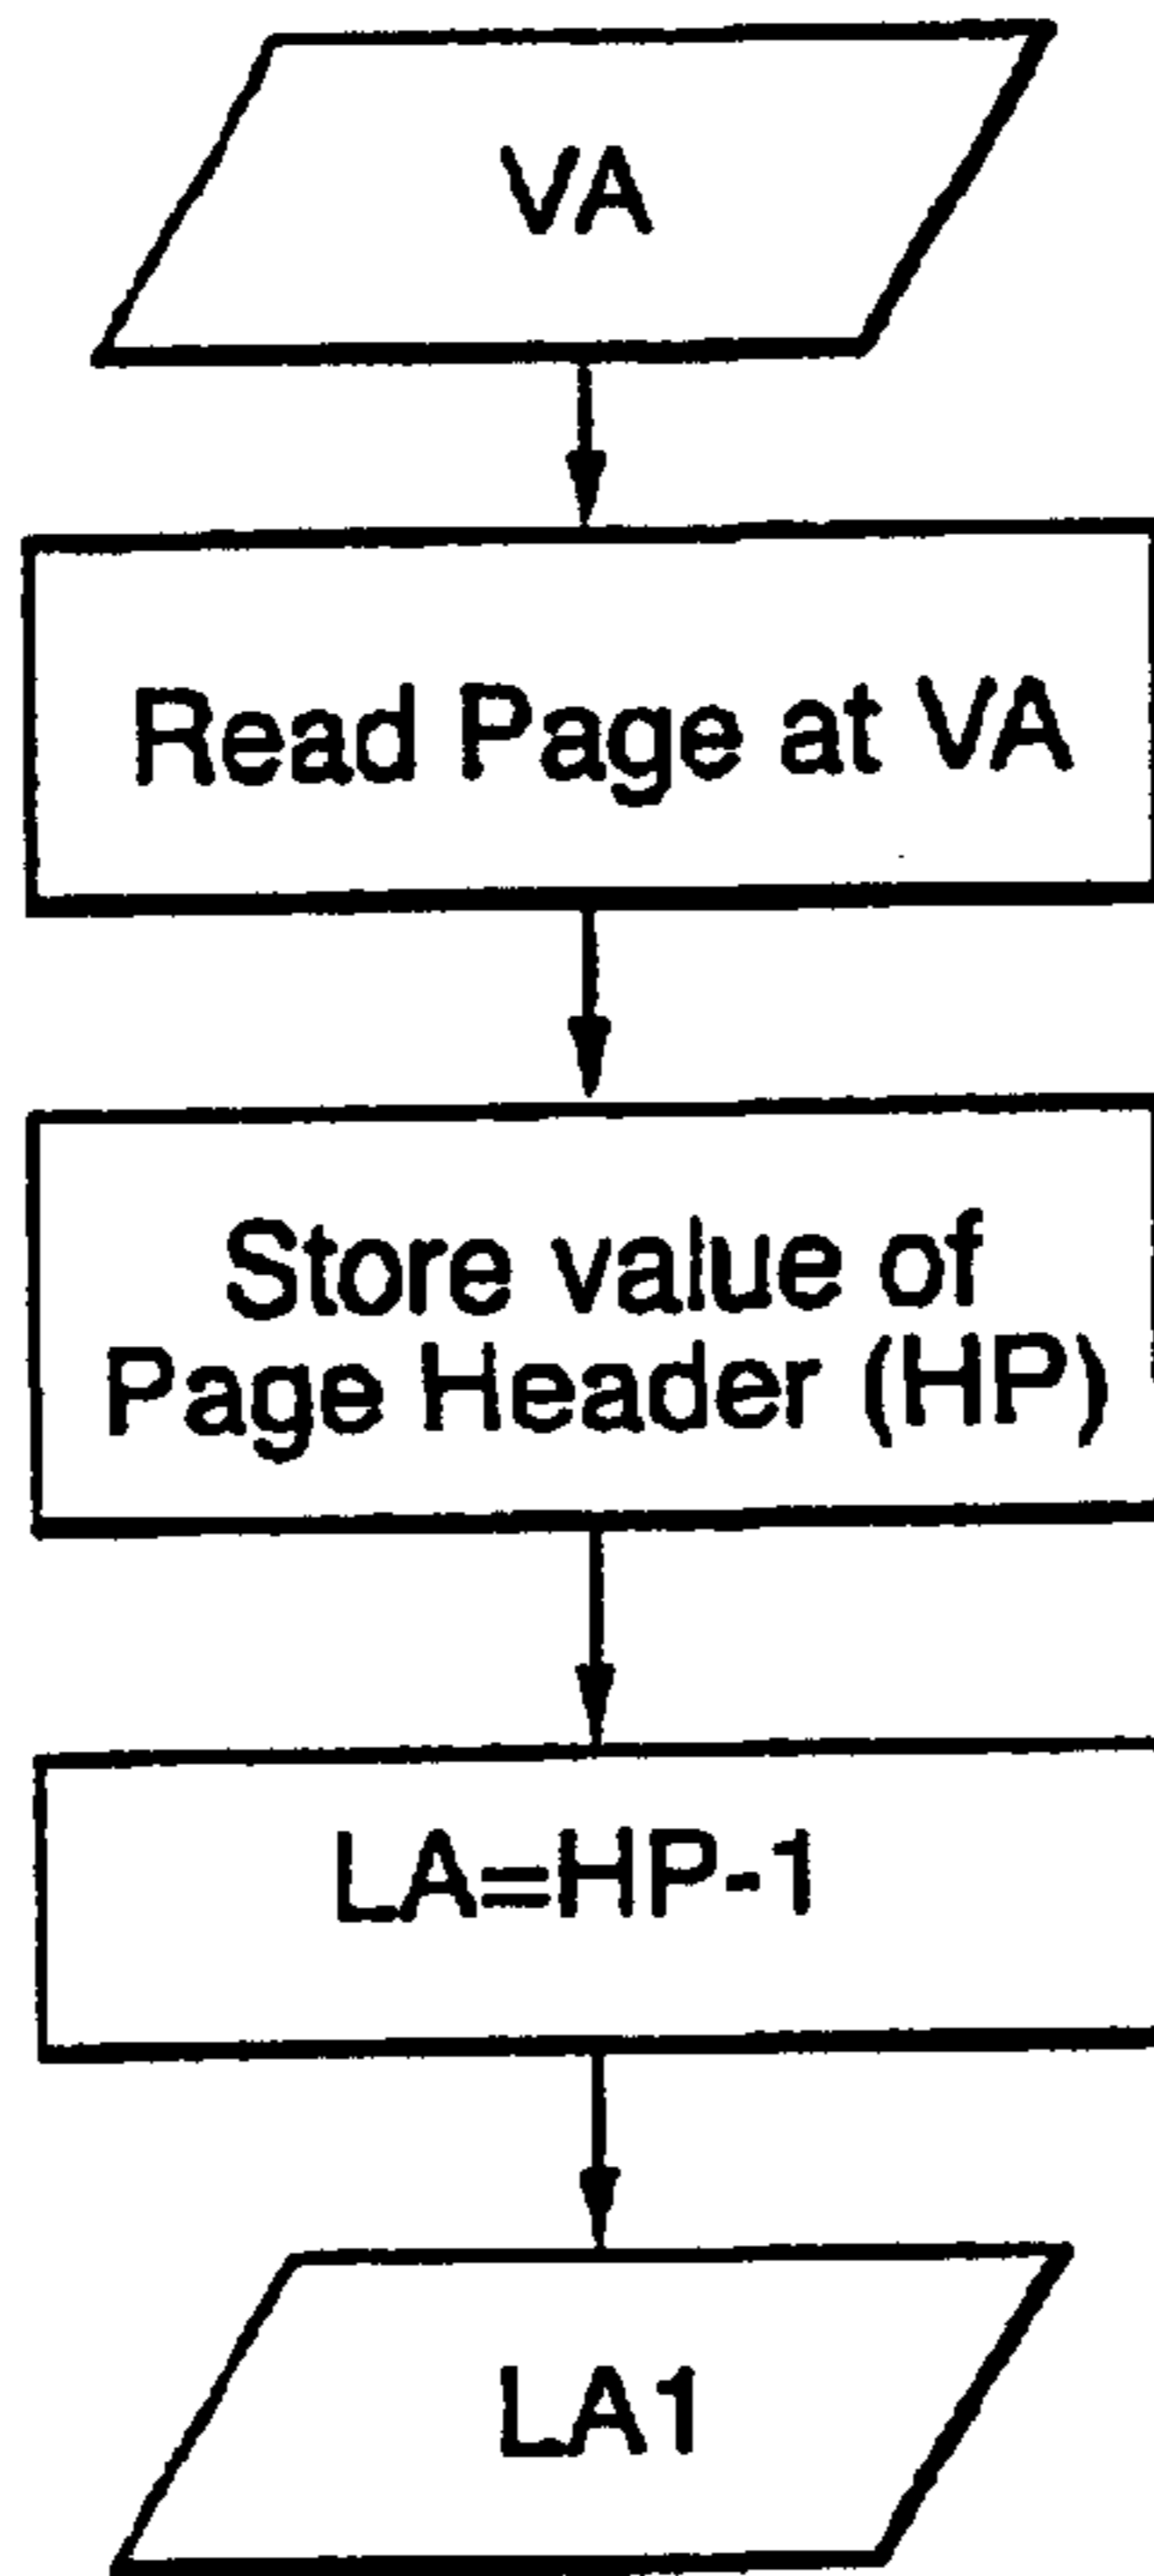 VA
Read Page at VA
Store value of
Page Header (HP)
LA=HP-1
LA1